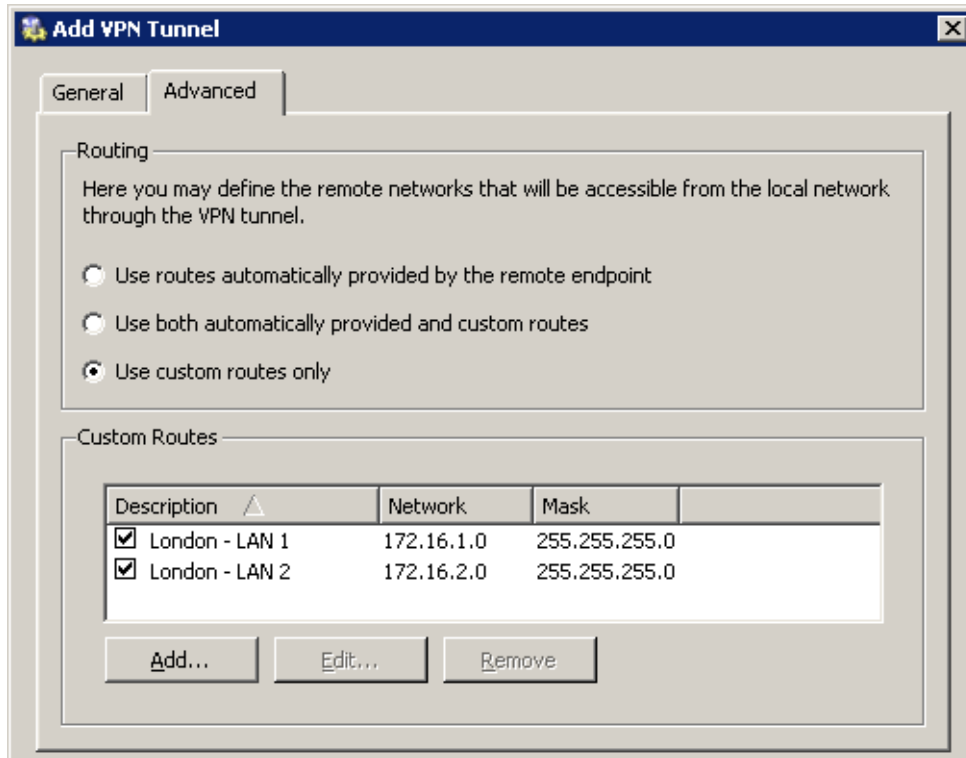 Add VPN Tunnel
General Advanced
Routing
Here you may define the remote networks that will be accessible from the local network
through the VPN tunnel.
Use routes automatically provided by the remote endpoint
Use both automatically provided and custom routes
Use custom routes only
Custom Routes
Description Network Mask
London - LAN 1 172.16.1.0 255.255.255.0
London - LAN 2 172.16.2.0 255.255.255.0
Add... Edit... Remove